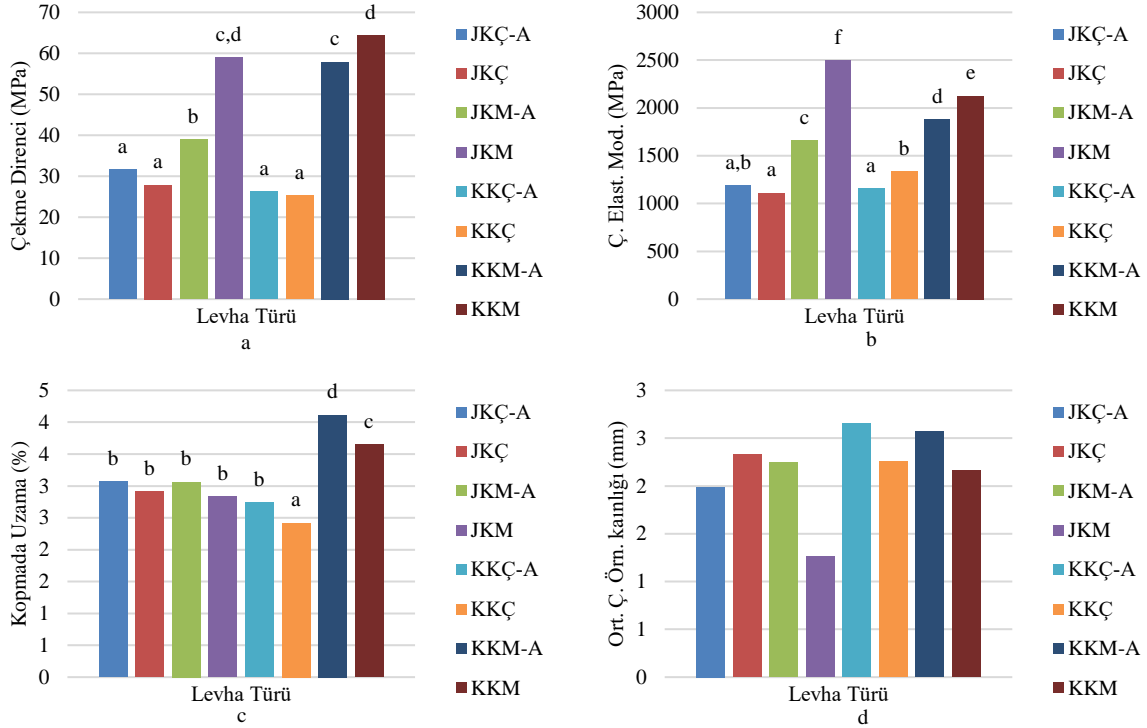 Çekme Direnci (MPa)
70
60
50
40
30
20
10
0
a
a
b
c,d
a
a
c
d
Levha Türü
a
JKÇ-A
JKÇ
JKM-A
JKM
KKÇ-A
KKÇ
KKM-A
KKM
Ç. Elast. Mod. (MPa)
3000
2500
2000
1500
1000
500
0
a,b
a
c
f
a
b
d
e
Levha Türü
b
JKÇ-A
JKÇ
JKM-A
JKM
KKÇ-A
KKÇ
KKM-A
KKM
Kopmada Uzama (%)
5
4
4
3
3
2
2
1
1
0
b
b
b
b
b
a
d
c
Levha Türü
c
JKÇ-A
JKÇ
JKM-A
JKM
KKÇ-A
KKÇ
KKM-A
KKM
Ort. Ç. Örn. kaınlığı (mm)
3
3
2
2
1
1
0
Levha Türü
d
JKÇ-A
JKÇ
JKM-A
JKM
KKÇ-A
KKÇ
KKM-A
KKM